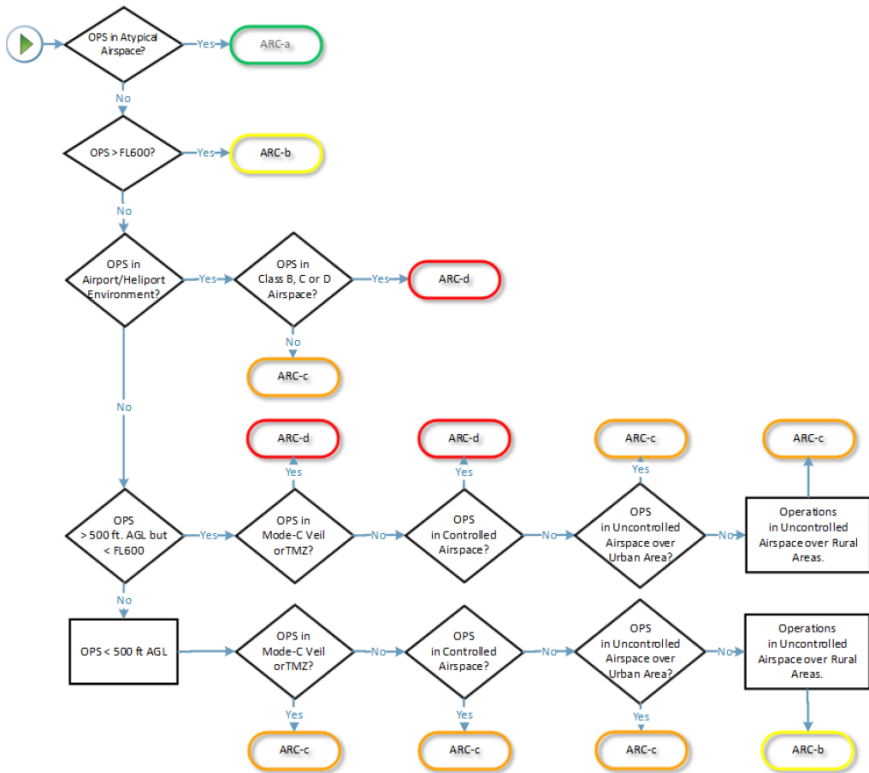 OPS in Atypical
Airspace?
Yes
ARC-a
No
OPS > FL600?
Yes
ARC-b
No
OPS in
Airport/Heliport
Environment?
Yes
OPS in
Class B, C or D
Airspace?
Yes
ARC-d
No
ARC-c
No
ARC-d
ARC-d
ARC-c
ARC-c
Yes
Yes
Yes
OPS
> 500 ft. AGL but
< FL600
Yes
OPS in
Mode-C Veil
orTMZ?
No
OPS
in Controlled
Airspace?
No
OPS
in Uncontrolled
Airspace over
Urban Area?
No
Operations
in Uncontrolled
Airspace over Rural
Areas.
No
OPS < 500 ft AGL
OPS in
Mode-C Veil
orTMZ?
No
OPS
in Controlled
Airspace?
No
OPS
in Uncontrolled
Airspace over
Urban Area?
No
Operations
in Uncontrolled
Airspace over Rural
Areas.
Yes
Yes
Yes
ARC-c
ARC-c
ARC-c
ARC-b